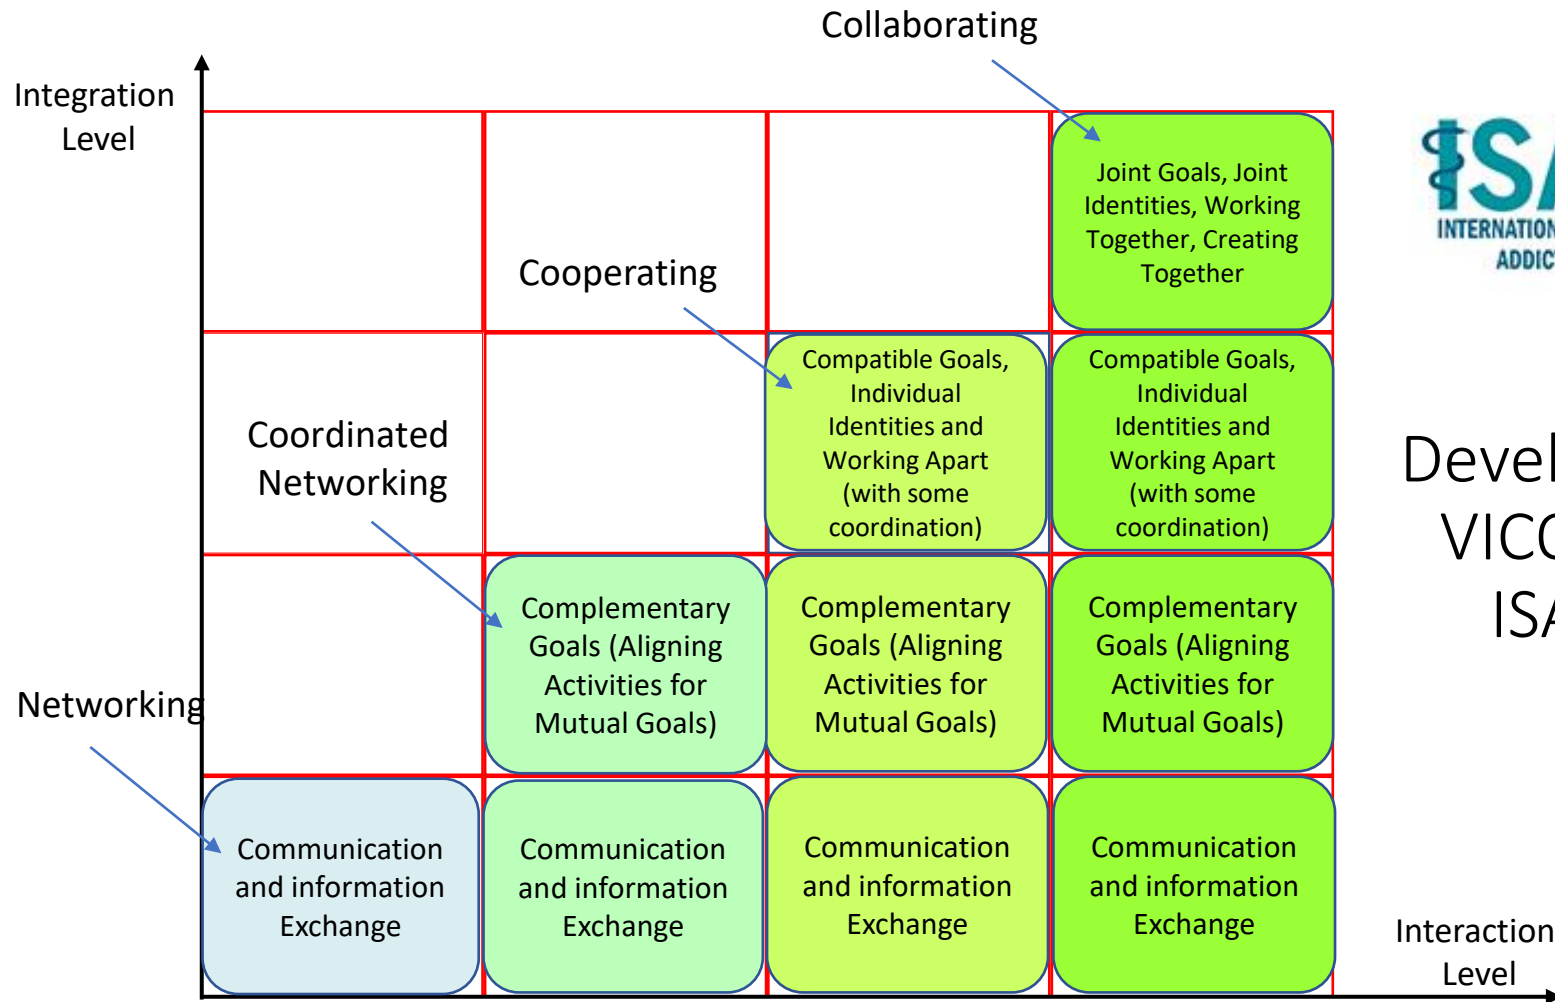 Collaborating
Integration
Level
Joint Goals, Joint
Identities, Working
Together, Creating
Together
INTERNATION
ADDIC
Cooperating
Compatible Goals,
Individual
Identities and
Working Apart
(with some
coordination)
Compatible Goals,
Individual
Identities and
Working Apart
(with some
coordination)
Coordinated
Networking
Devel
VICO
ISA
Complementary
Goals (Aligning
Activities for
Mutual Goals)
Complementary
Goals (Aligning
Activities for
Mutual Goals)
Complementary
Goals (Aligning
Activities for
Mutual Goals)
Networking
Communication
and information
Exchange
Communication
and information
Exchange
Communication
and information
Exchange
Communication
and information
Exchange
Interaction
Level